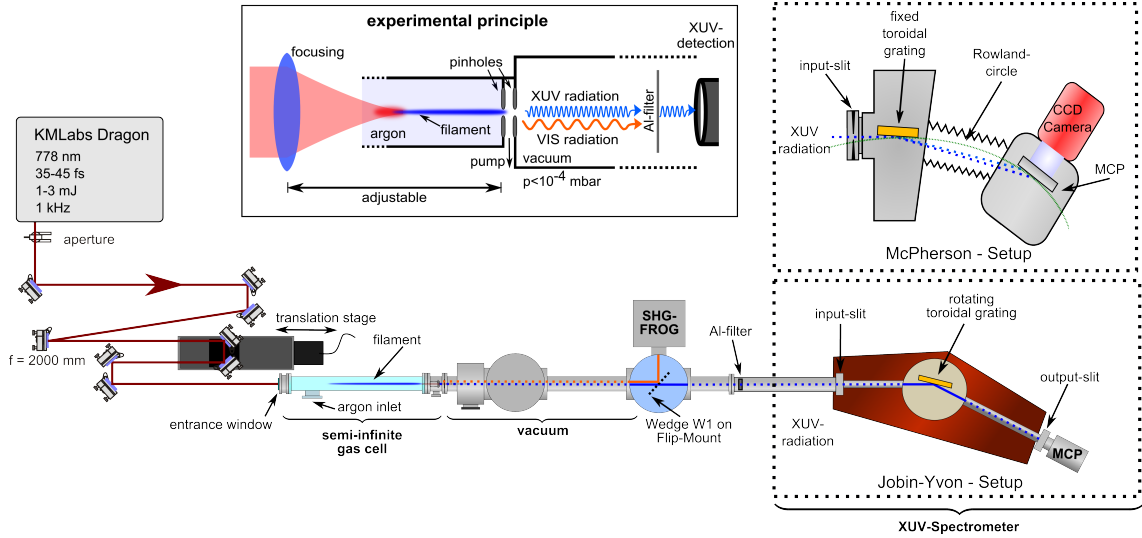 experimental principle
focusing
pinholes
XUV-
detection
XUV radiation
VIS radiation
Al-filter
argon
filament
pump
vacuum
p<10⁻⁴ mbar
adjustable
KMLabs Dragon
778 nm
35-45 fs
1-3 mJ
1 kHz
aperture
f = 2000 mm
translation stage
filament
entrance window
argon inlet
semi-infinite
gas cell
vacuum
SHG-
FROG
Wedge W1 on
Flip-Mount
Al-filter
fixed
toroidal
grating
input-slit
Rowland-
circle
XUV
radiation
CCD
Camera
MCP
McPherson - Setup
input-slit
rotating
toroidal grating
output-slit
XUV-
radiation
MCP
Jobin-Yvon - Setup
XUV-Spectrometer